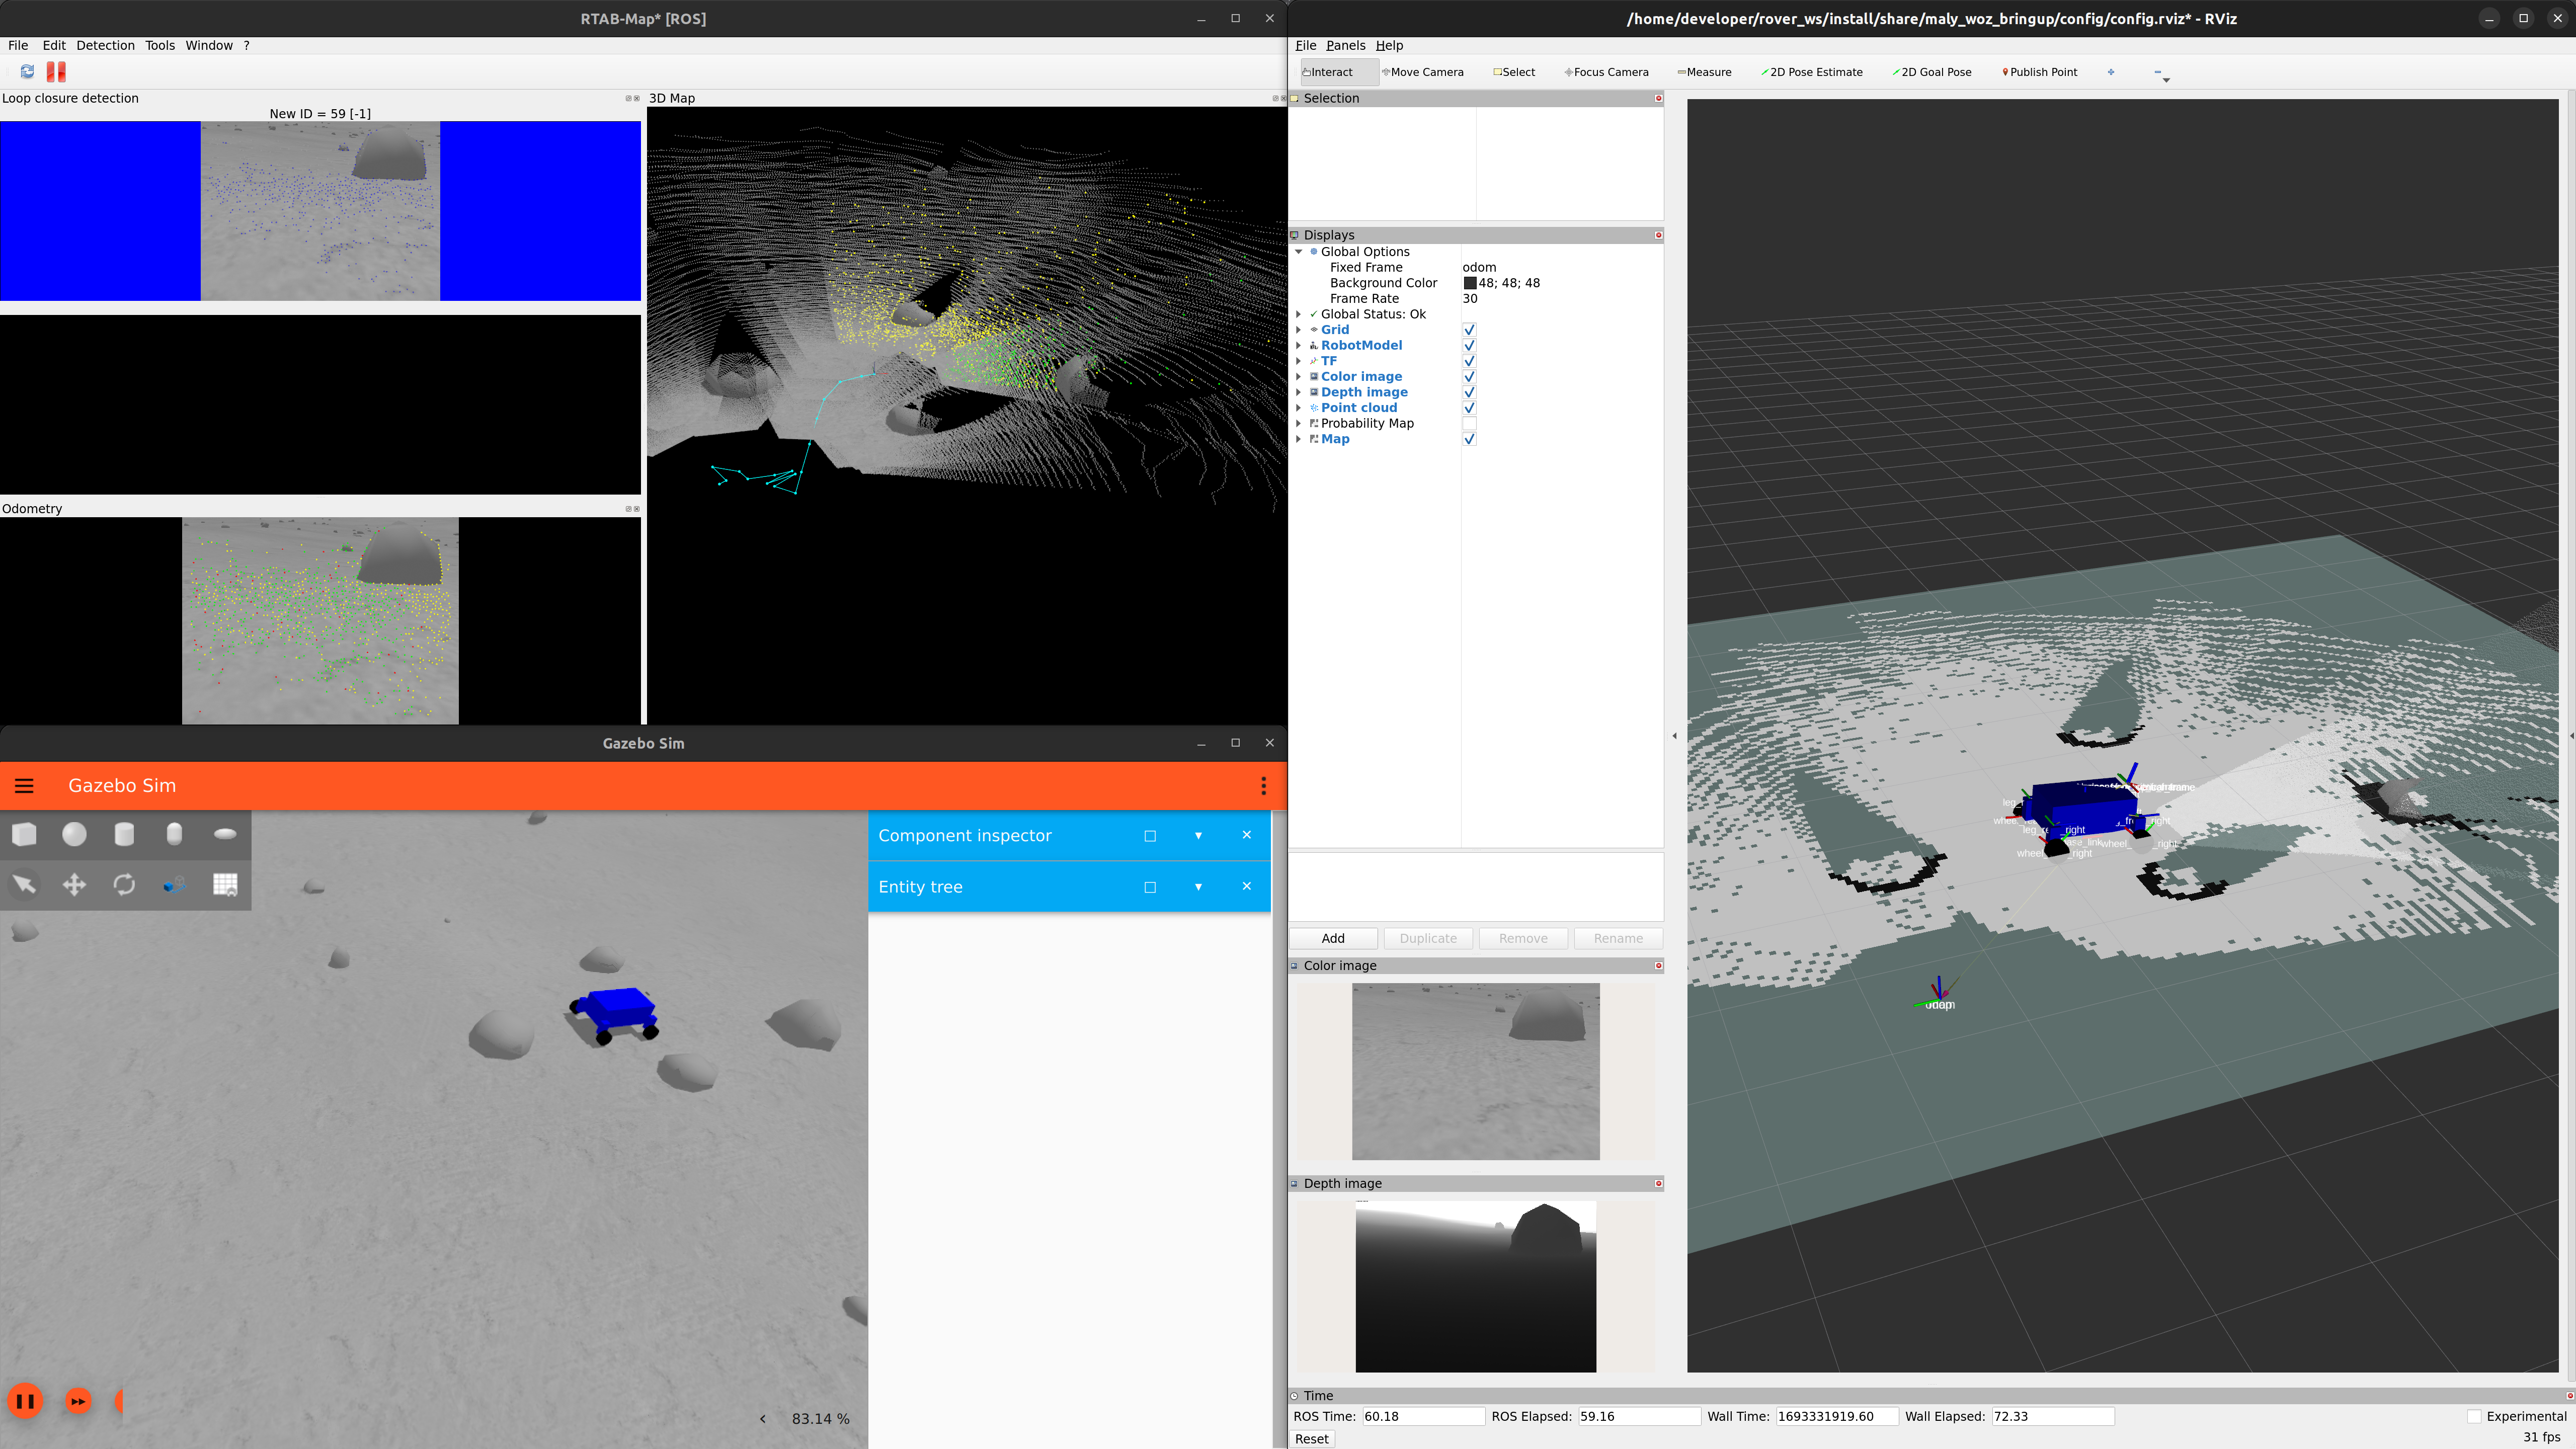 RTAB-Map* [ROS]
File Edit Detection Tools Window ?
Loop closure detection
New ID = 59 [-1]
3D Map
Odometry
Gazebo Sim
Gazebo Sim
Component inspector
Entity tree
83.14 %
/home/developer/rover_ws/install/share/maly_woz_bringup/config/config.rviz* - RViz
File Panels Help
Interact Move Camera Select Focus Camera Measure 2D Pose Estimate 2D Goal Pose Publish Point
Selection
Displays
Global Options
Fixed Frame odom
Background Color 48; 48; 48
Frame Rate 30
Global Status: Ok
Grid
RobotModel
TF
Color image
Depth image
Point cloud
Probability Map
Map
Add Duplicate Remove Rename
Color image
Depth image
Time
ROS Time: 60.18 ROS Elapsed: 59.16 Wall Time: 1693331919.60 Wall Elapsed: 72.33 Experimental
Reset 31 fps